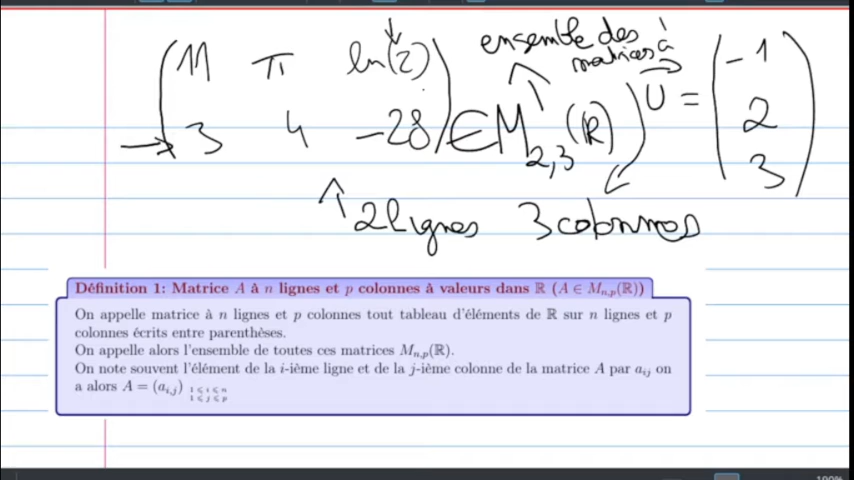 ensemble des
matrices à
11 π ln(2)
3 4 -28
∈ M2,3(ℝ)
U = -1
2
3
2 lignes 3 colonnes
Définition 1: Matrice A à n lignes et p colonnes à valeurs dans ℝ (A ∈ Mn,p(ℝ))
On appelle matrice à n lignes et p colonnes tout tableau d'éléments de ℝ sur n lignes et p
colonnes écrits entre parenthèses.
On appelle alors l'ensemble de toutes ces matrices Mn,p(ℝ).
On note souvent l'élément de la i-ième ligne et de la j-ième colonne de la matrice A par aij on
a alors A = (ai,j) 1⩽i⩽n
1⩽j⩽p
100%